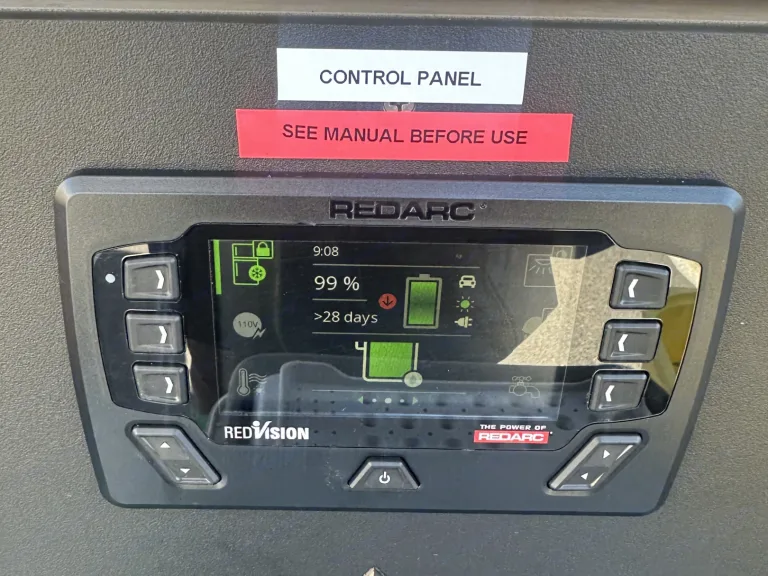 CONTROL PANEL
SEE MANUAL BEFORE USE
REDARC
9:08
99 %
>28 days
110V
REDVISION
THE POWER OF
REDARC